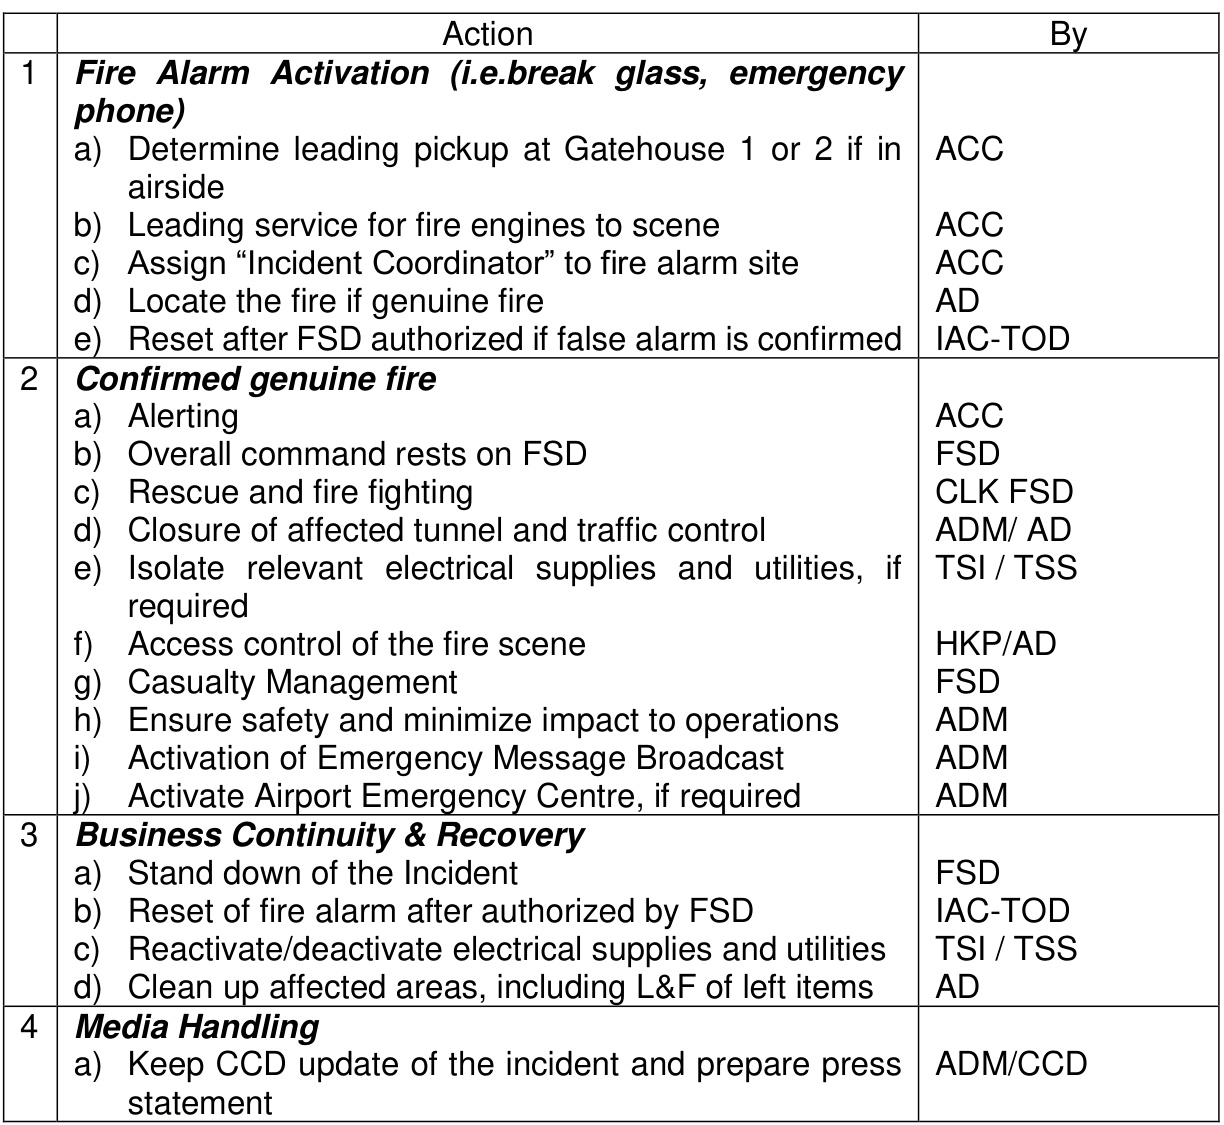 Action By
1 Fire Alarm Activation (i.e.break glass, emergency
phone)
a) Determine leading pickup at Gatehouse 1 or 2 if in ACC
airside
b) Leading service for fire engines to scene ACC
c) Assign “Incident Coordinator” to fire alarm site ACC
d) Locate the fire if genuine fire AD
e) Reset after FSD authorized if false alarm is confirmed IAC-TOD
2 Confirmed genuine fire
a) Alerting ACC
b) Overall command rests on FSD FSD
c) Rescue and fire fighting CLK FSD
d) Closure of affected tunnel and traffic control ADM/ AD
e) Isolate relevant electrical supplies and utilities, if TSI / TSS
required
f) Access control of the fire scene HKP/AD
g) Casualty Management FSD
h) Ensure safety and minimize impact to operations ADM
i) Activation of Emergency Message Broadcast ADM
j) Activate Airport Emergency Centre, if required ADM
3 Business Continuity & Recovery
a) Stand down of the Incident FSD
b) Reset of fire alarm after authorized by FSD IAC-TOD
c) Reactivate/deactivate electrical supplies and utilities TSI / TSS
d) Clean up affected areas, including L&F of left items AD
4 Media Handling
a) Keep CCD update of the incident and prepare press ADM/CCD
statement